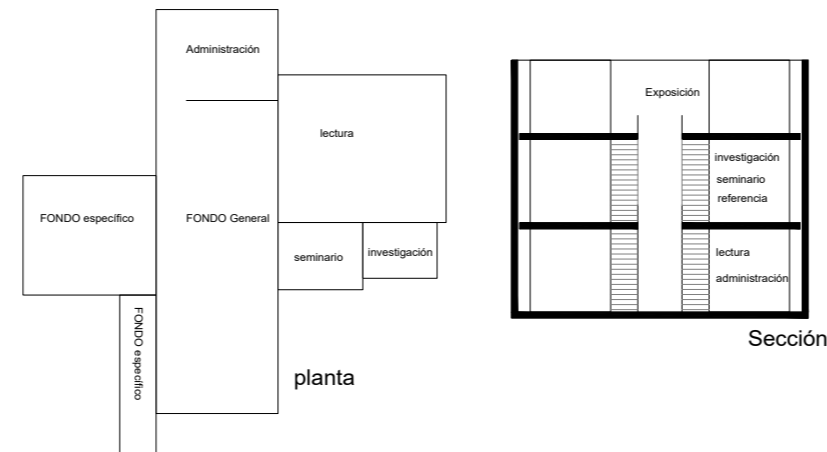 Administración
lectura
FONDO específico
FONDO General
seminario
investigación
FONDO específico
planta
Exposición
investigación
seminario
referencia
lectura
administración
Sección